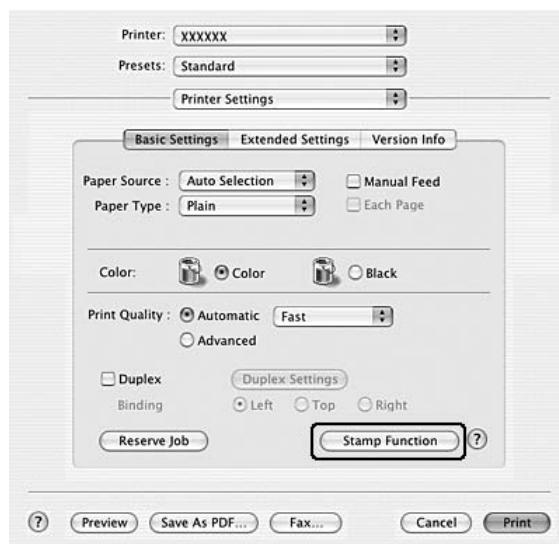 Printer: XXXXXX
Presets: Standard
Printer Settings
Basic Settings Extended Settings Version Info
Paper Source : Auto Selection Manual Feed
Paper Type : Plain Each Page
Color: Color Black
Print Quality : Automatic Fast
Advanced
Duplex Duplex Settings
Binding Left Top Right
Reserve Job Stamp Function ?
? Preview Save As PDF... Fax... Cancel Print